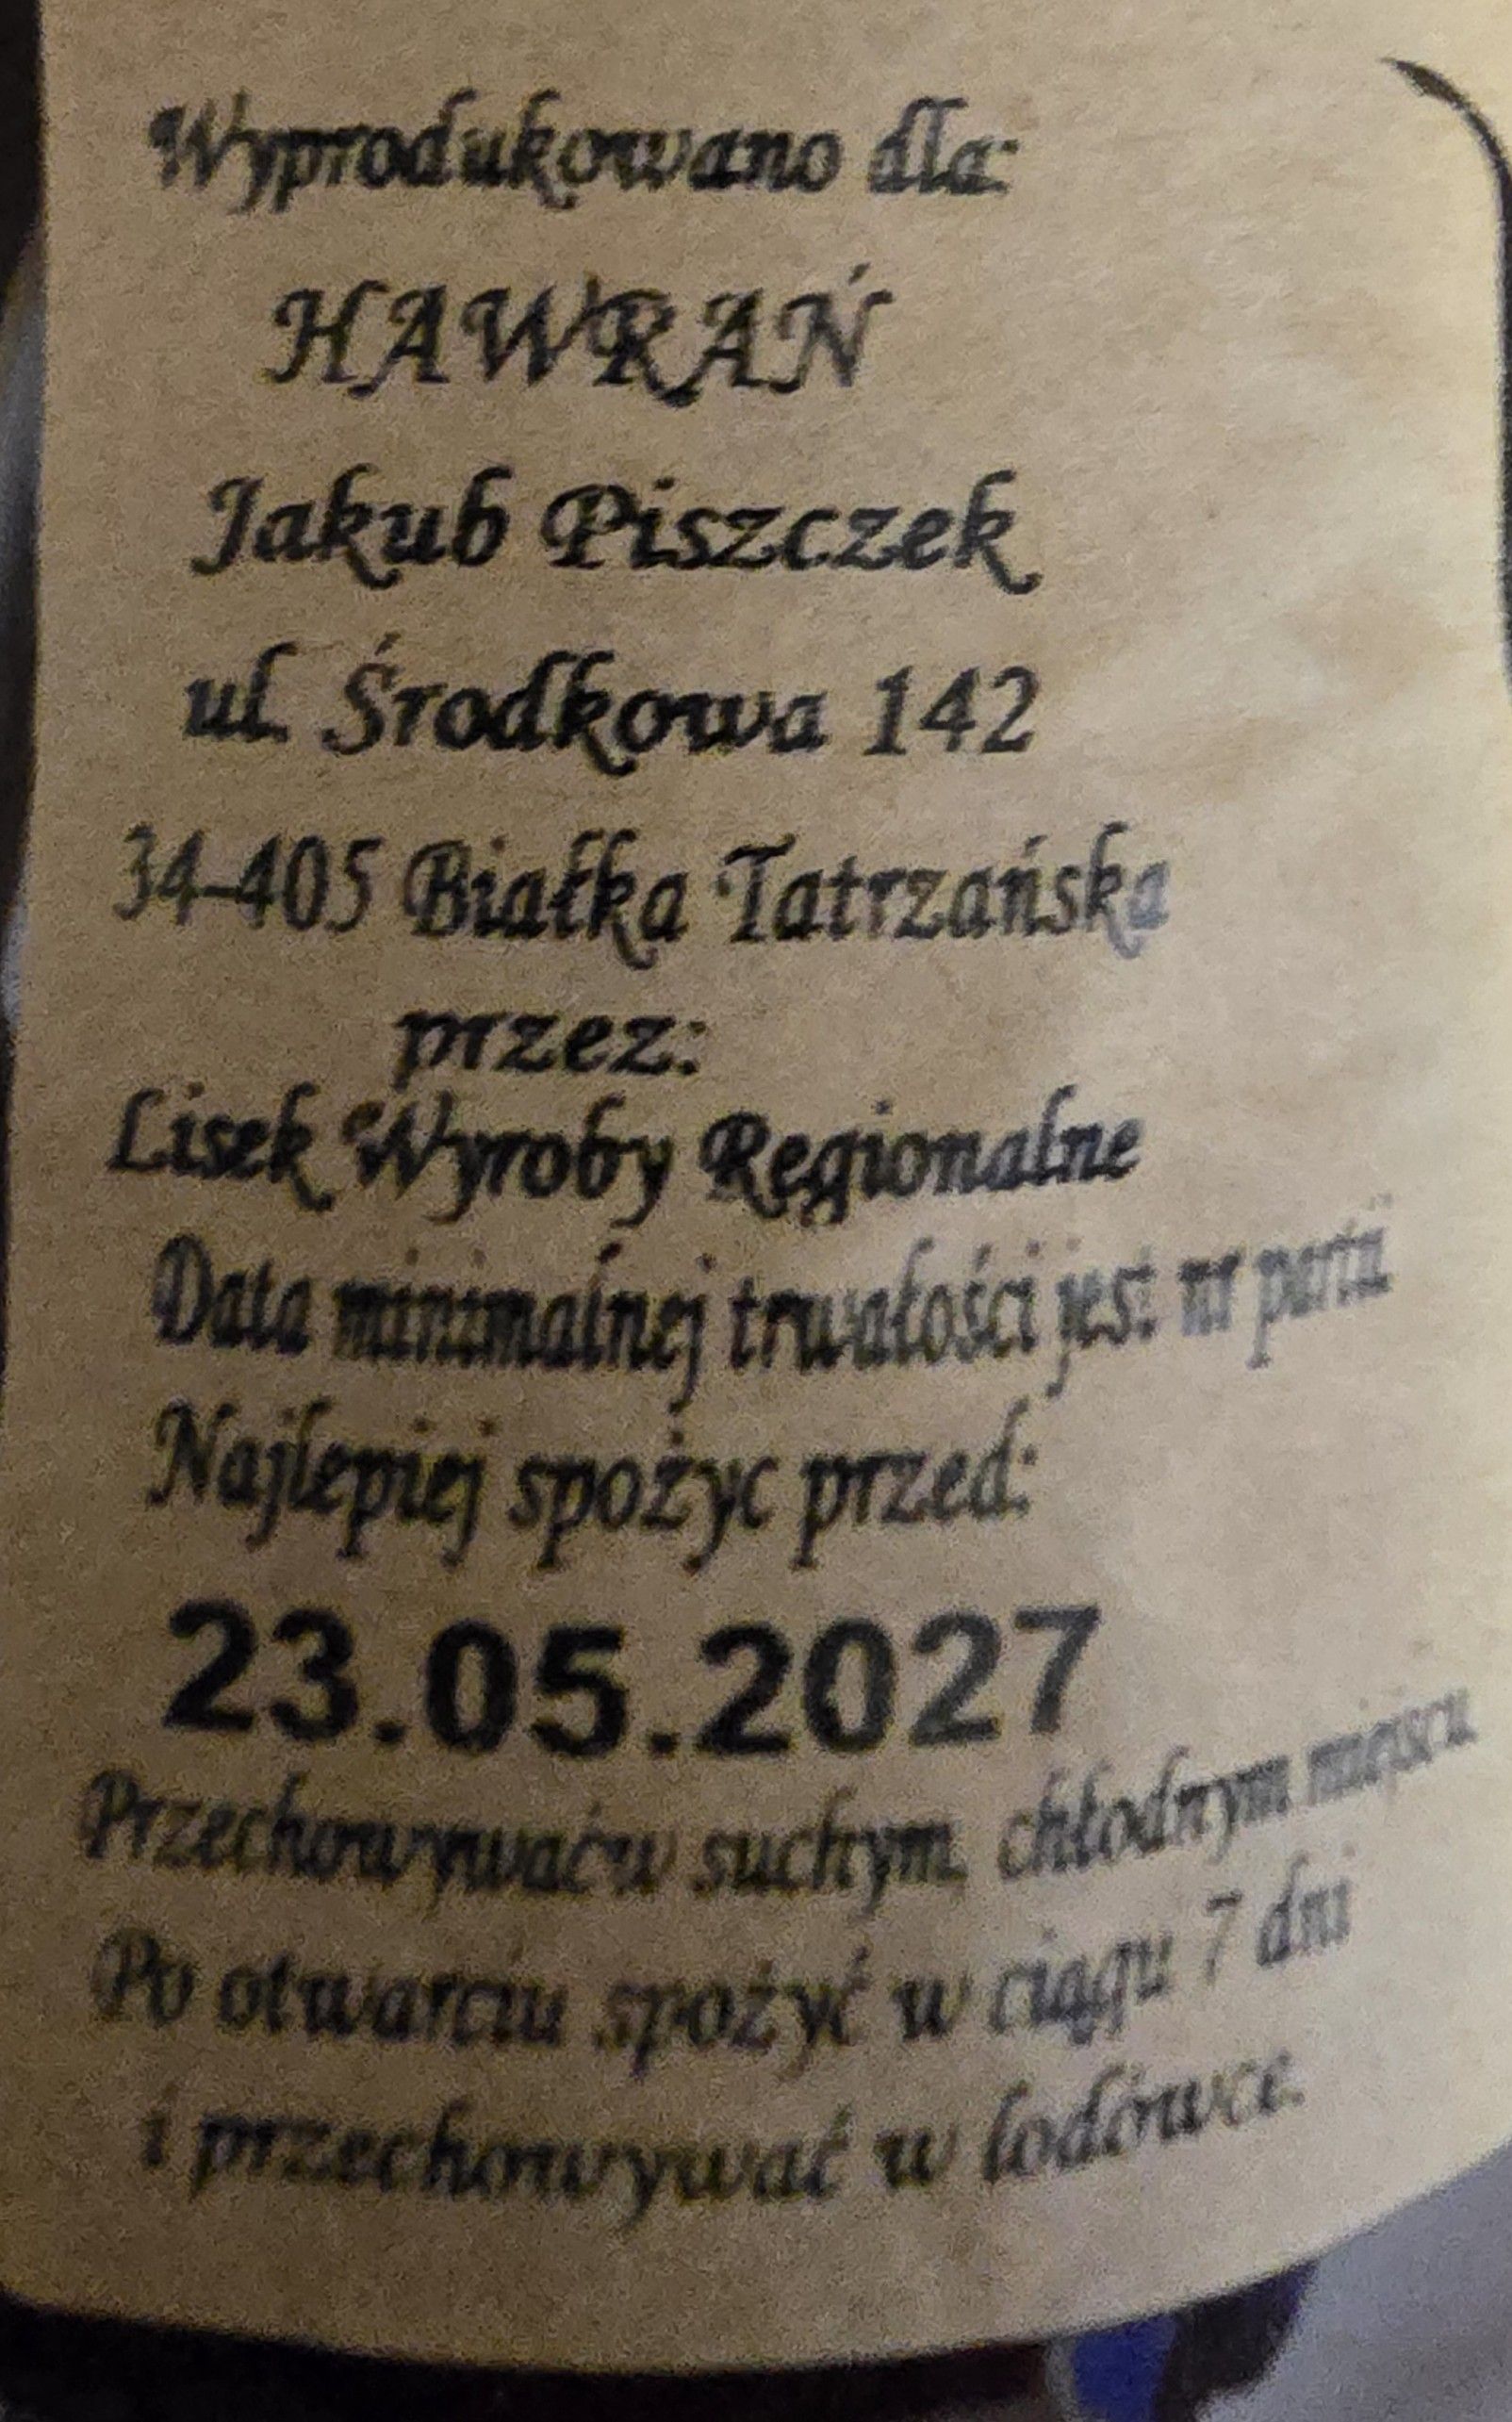 Wyprodukowano dla:
HAWRAŃ
Jakub Piszczek
ul. Środkowa 142
34-405 Białka Tatrzańska
przez:
Lisek Wyroby Regionalne
Data minimalnej trwałości jest nr partii
Najlepiej spożyc przed:
23.05.2027
Przechowywaćw suchym, chłodnym miejscu
Po otwarciu spożyć w ciągu 7 dni
i przechowywać w lodówce.